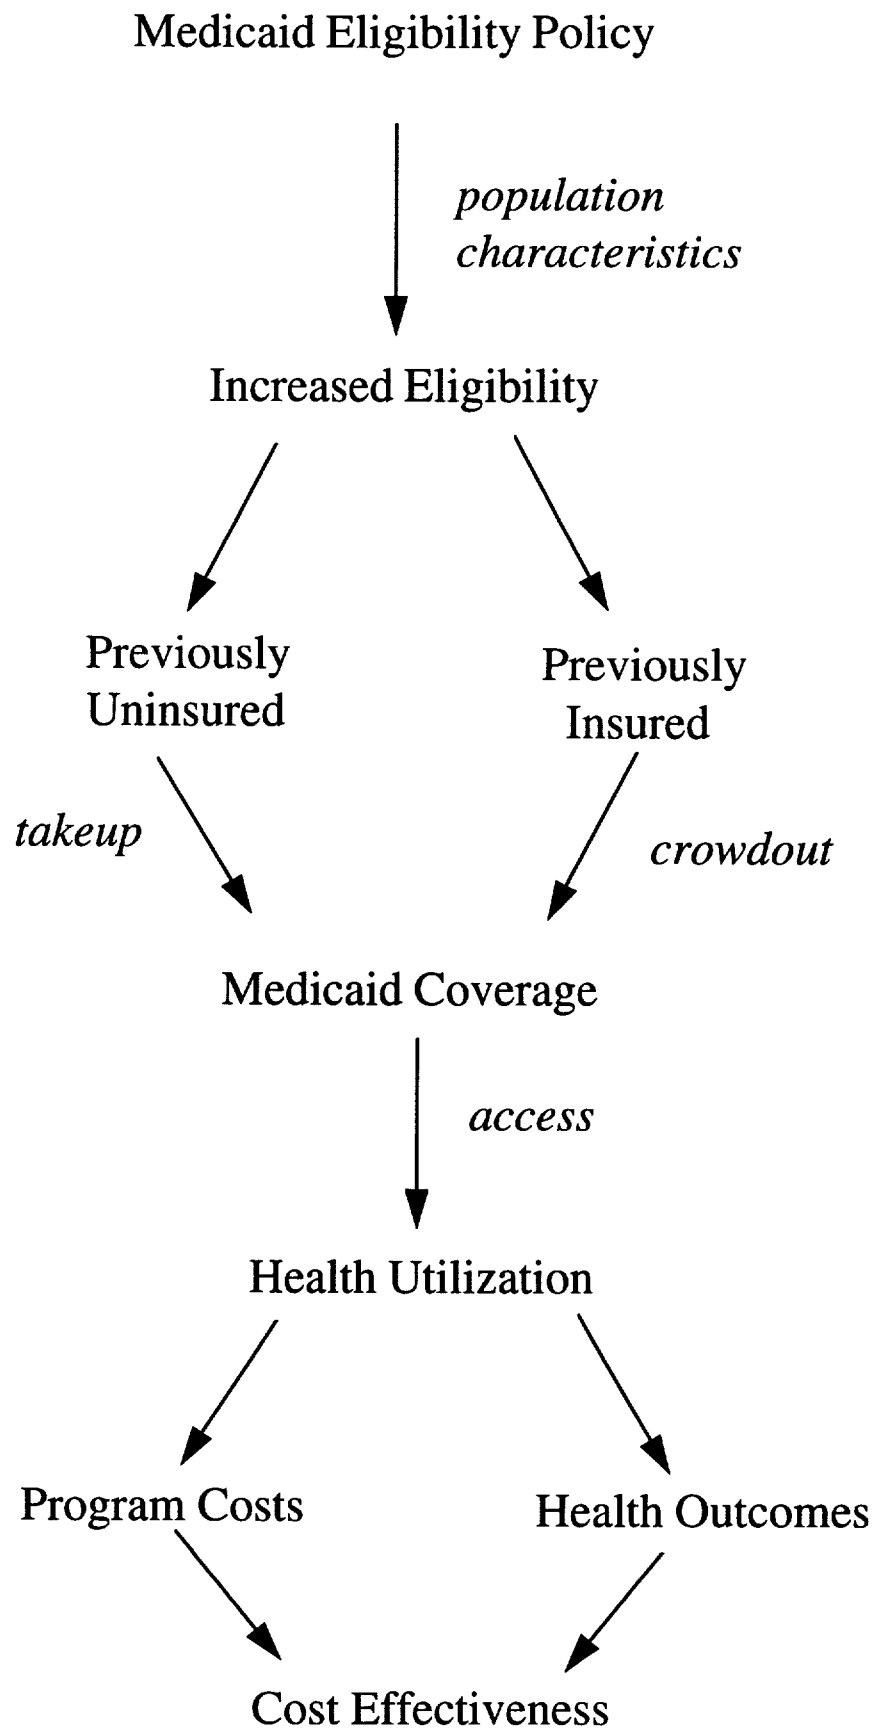 Medicaid Eligibility Policy
population
characteristics
Increased Eligibility
Previously
Uninsured
Previously
Insured
takeup
crowdout
Medicaid Coverage
access
Health Utilization
Program Costs
Health Outcomes
Cost Effectiveness